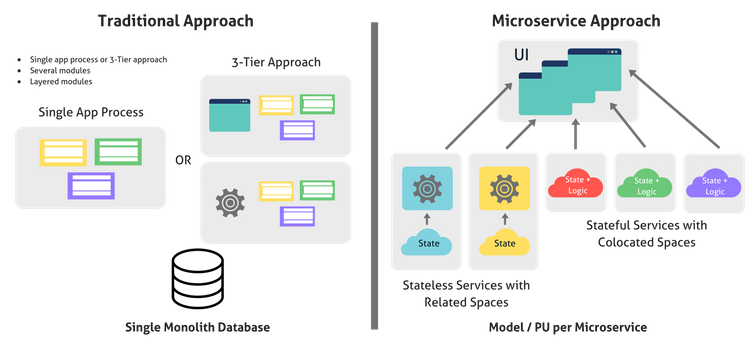 Traditional Approach
Single app process or 3-Tier approach
Several modules
Layered modules
3-Tier Approach
Single App Process
OR
Single Monolith Database
Microservice Approach
UI
State +
Logic
State +
Logic
State +
Logic
State
State
Stateful Services with
Colocated Spaces
Stateless Services with
Related Spaces
Model / PU per Microservice